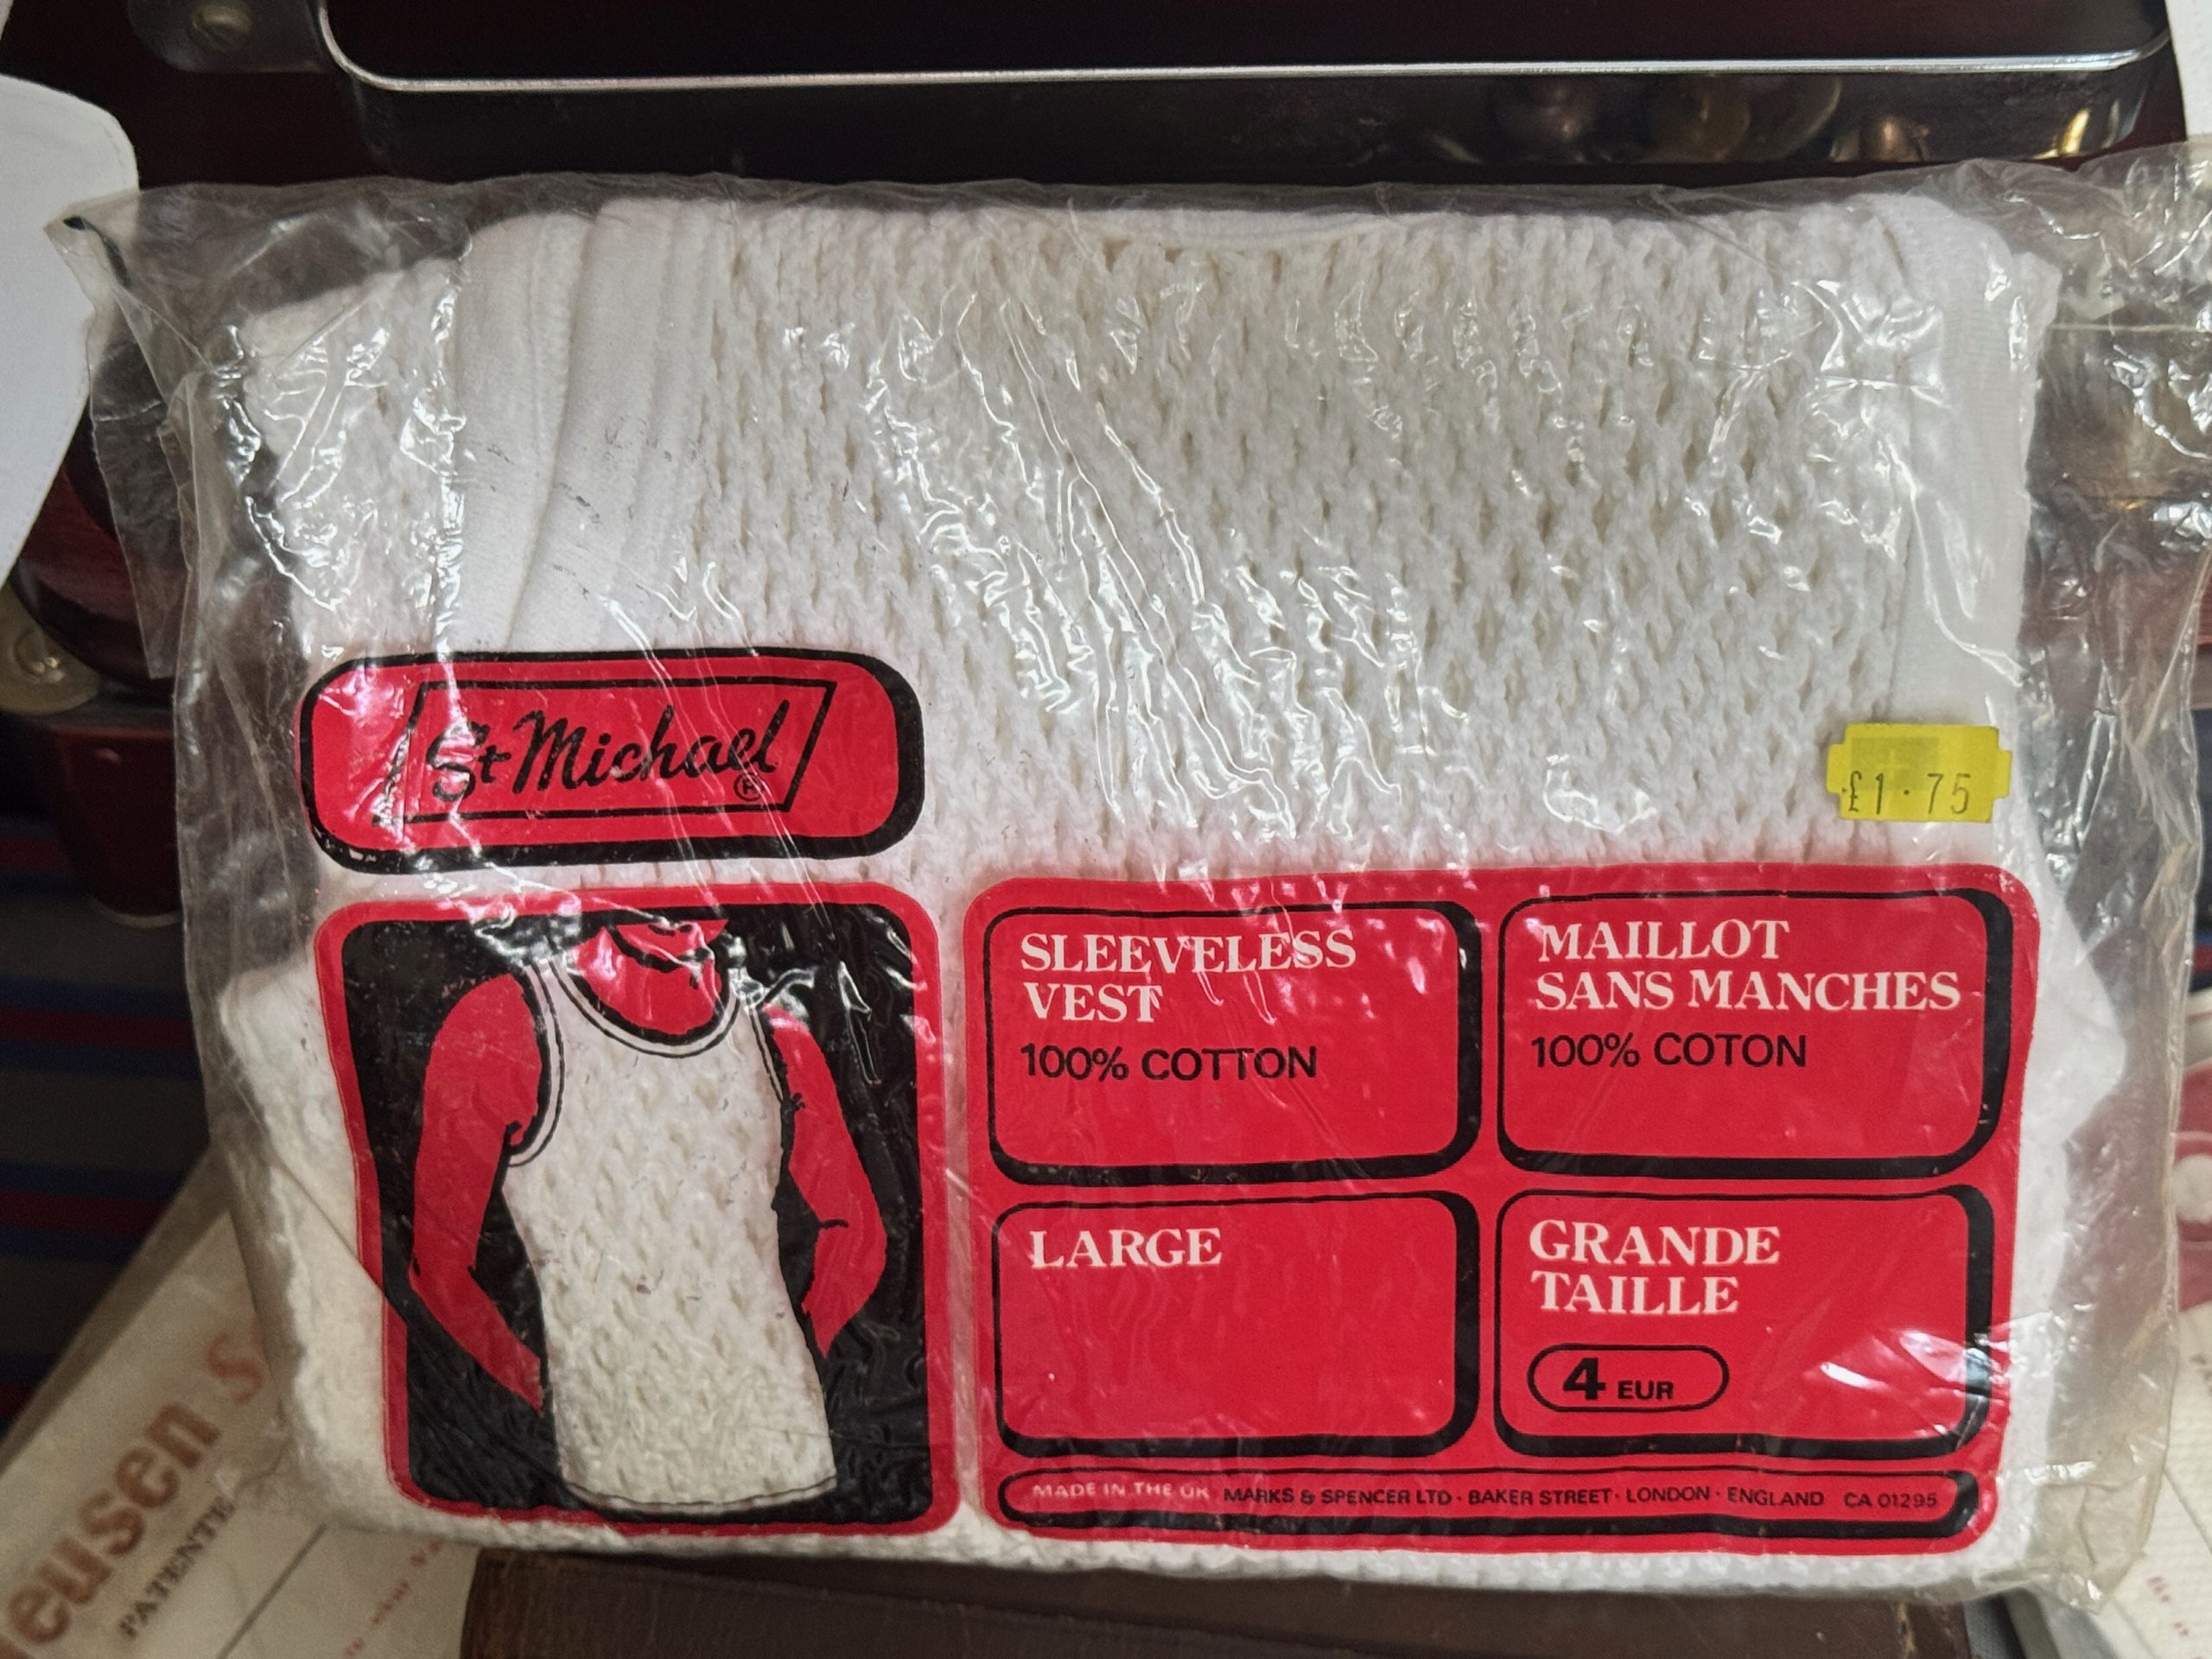 St Michael ®
£1·75
SLEEVELESS
VEST
100% COTTON
MAILLOT
SANS MANCHES
100% COTON
LARGE
GRANDE
TAILLE
4 EUR
MADE IN THE UK MARKS & SPENCER LTD · BAKER STREET · LONDON · ENGLAND CA 01295
eusen